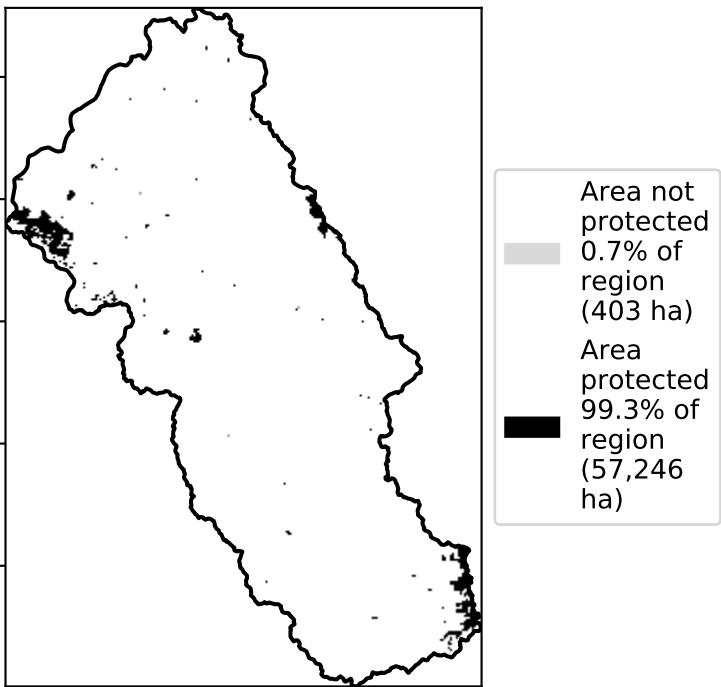 Area not
protected
0.7% of
region
(403 ha)
Area
protected
99.3% of
region
(57,246
ha)